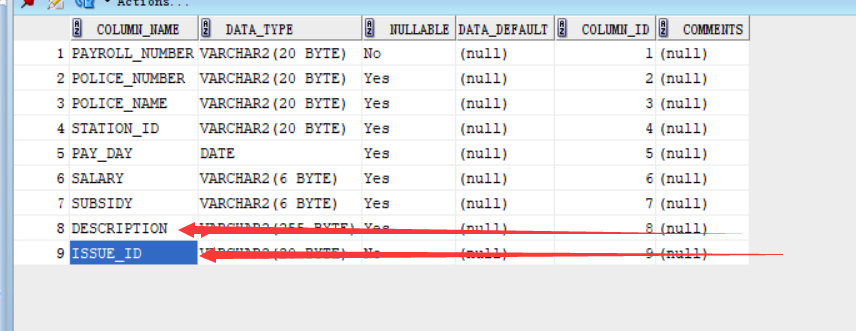 Actions...
COLUMN_NAME DATA_TYPE NULLABLE DATA_DEFAULT COLUMN_ID COMMENTS
1 PAYROLL_NUMBER VARCHAR2(20 BYTE) No (null) 1 (null)
2 POLICE_NUMBER VARCHAR2(20 BYTE) Yes (null) 2 (null)
3 POLICE_NAME VARCHAR2(20 BYTE) Yes (null) 3 (null)
4 STATION_ID VARCHAR2(20 BYTE) Yes (null) 4 (null)
5 PAY_DAY DATE Yes (null) 5 (null)
6 SALARY VARCHAR2(6 BYTE) Yes (null) 6 (null)
7 SUBSIDY VARCHAR2(6 BYTE) Yes (null) 7 (null)
8 DESCRIPTION VARCHAR2(255 BYTE) Yes (null) 8 (null)
9 ISSUE_ID VARCHAR2(20 BYTE) No (null) 9 (null)